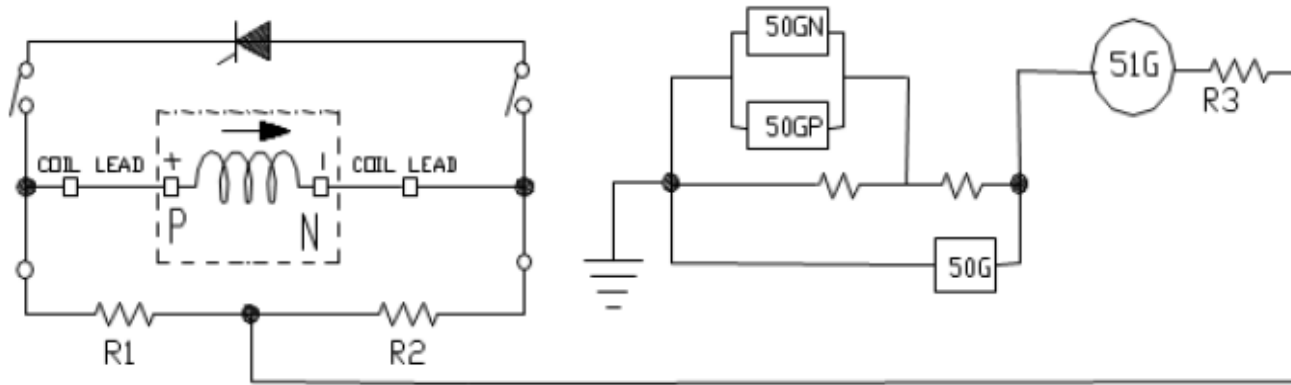 50GN
51G
50GP
R3
COIL LEAD
+
-
COIL LEAD
P
N
50G
R1
R2